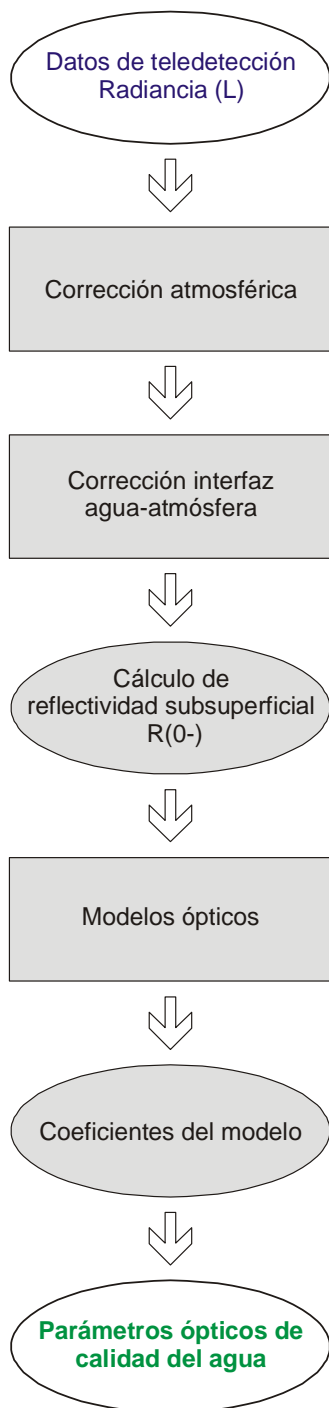 Datos de teledetección
Radiancia (L)
Corrección atmosférica
Corrección interfaz
agua-atmósfera
Cálculo de
reflectividad subsuperficial
R(0-)
Modelos ópticos
Coeficientes del modelo
Parámetros ópticos de
calidad del agua